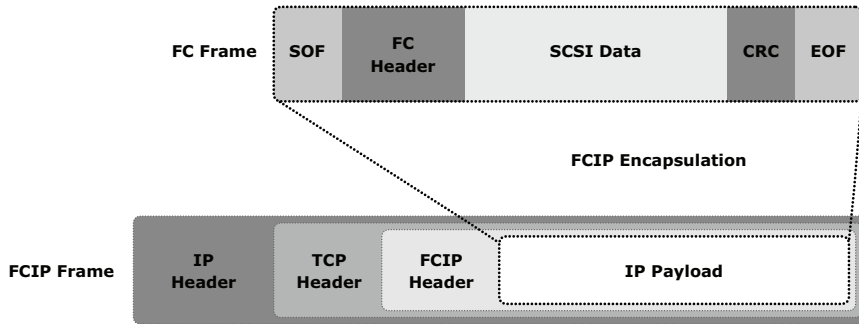 FC Frame
SOF
FC
Header
SCSI Data
CRC
EOF
FCIP Encapsulation
FCIP Frame
IP
Header
TCP
Header
FCIP
Header
IP Payload